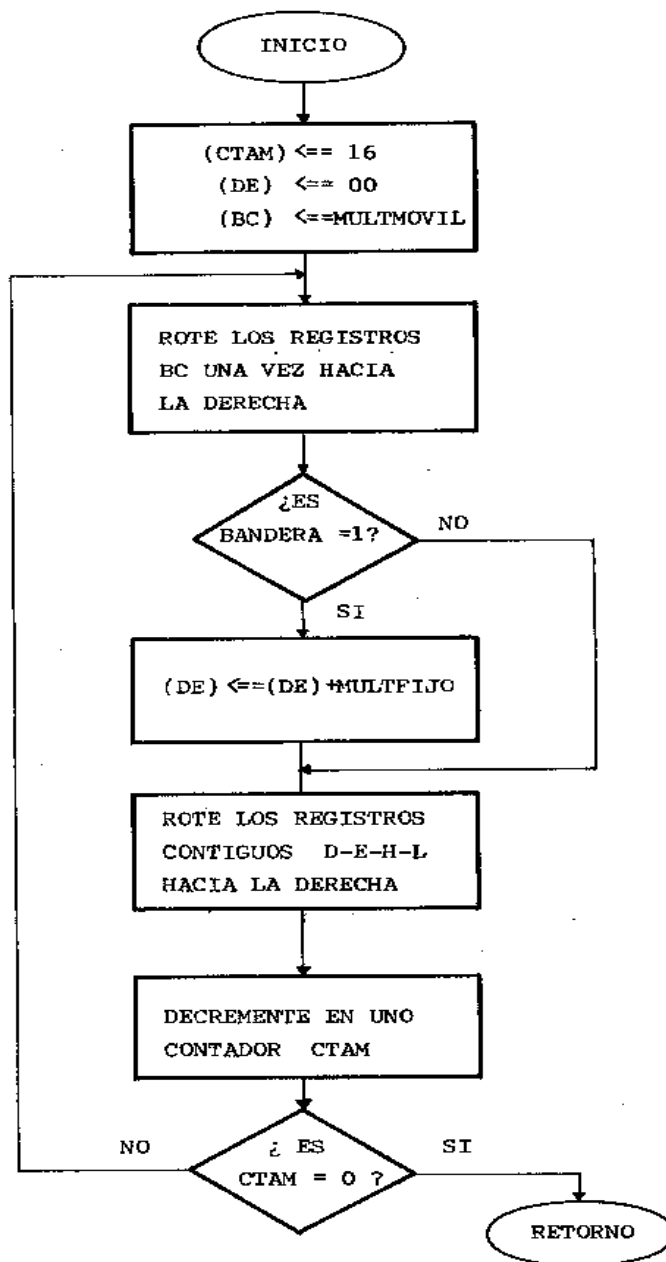 INICIO
(CTAM) <== 16
(DE) <== 00
(BC) <==MULTMOVIL
ROTE LOS REGISTROS
BC UNA VEZ HACIA
LA DERECHA
¿ES
BANDERA =1?
NO
SI
(DE) <==(DE)+MULTFIJO
ROTE LOS REGISTROS
CONTIGUOS D-E-H-L
HACIA LA DERECHA
DECREMENTE EN UNO
CONTADOR CTAM
NO
¿ ES
CTAM = 0 ?
SI
RETORNO